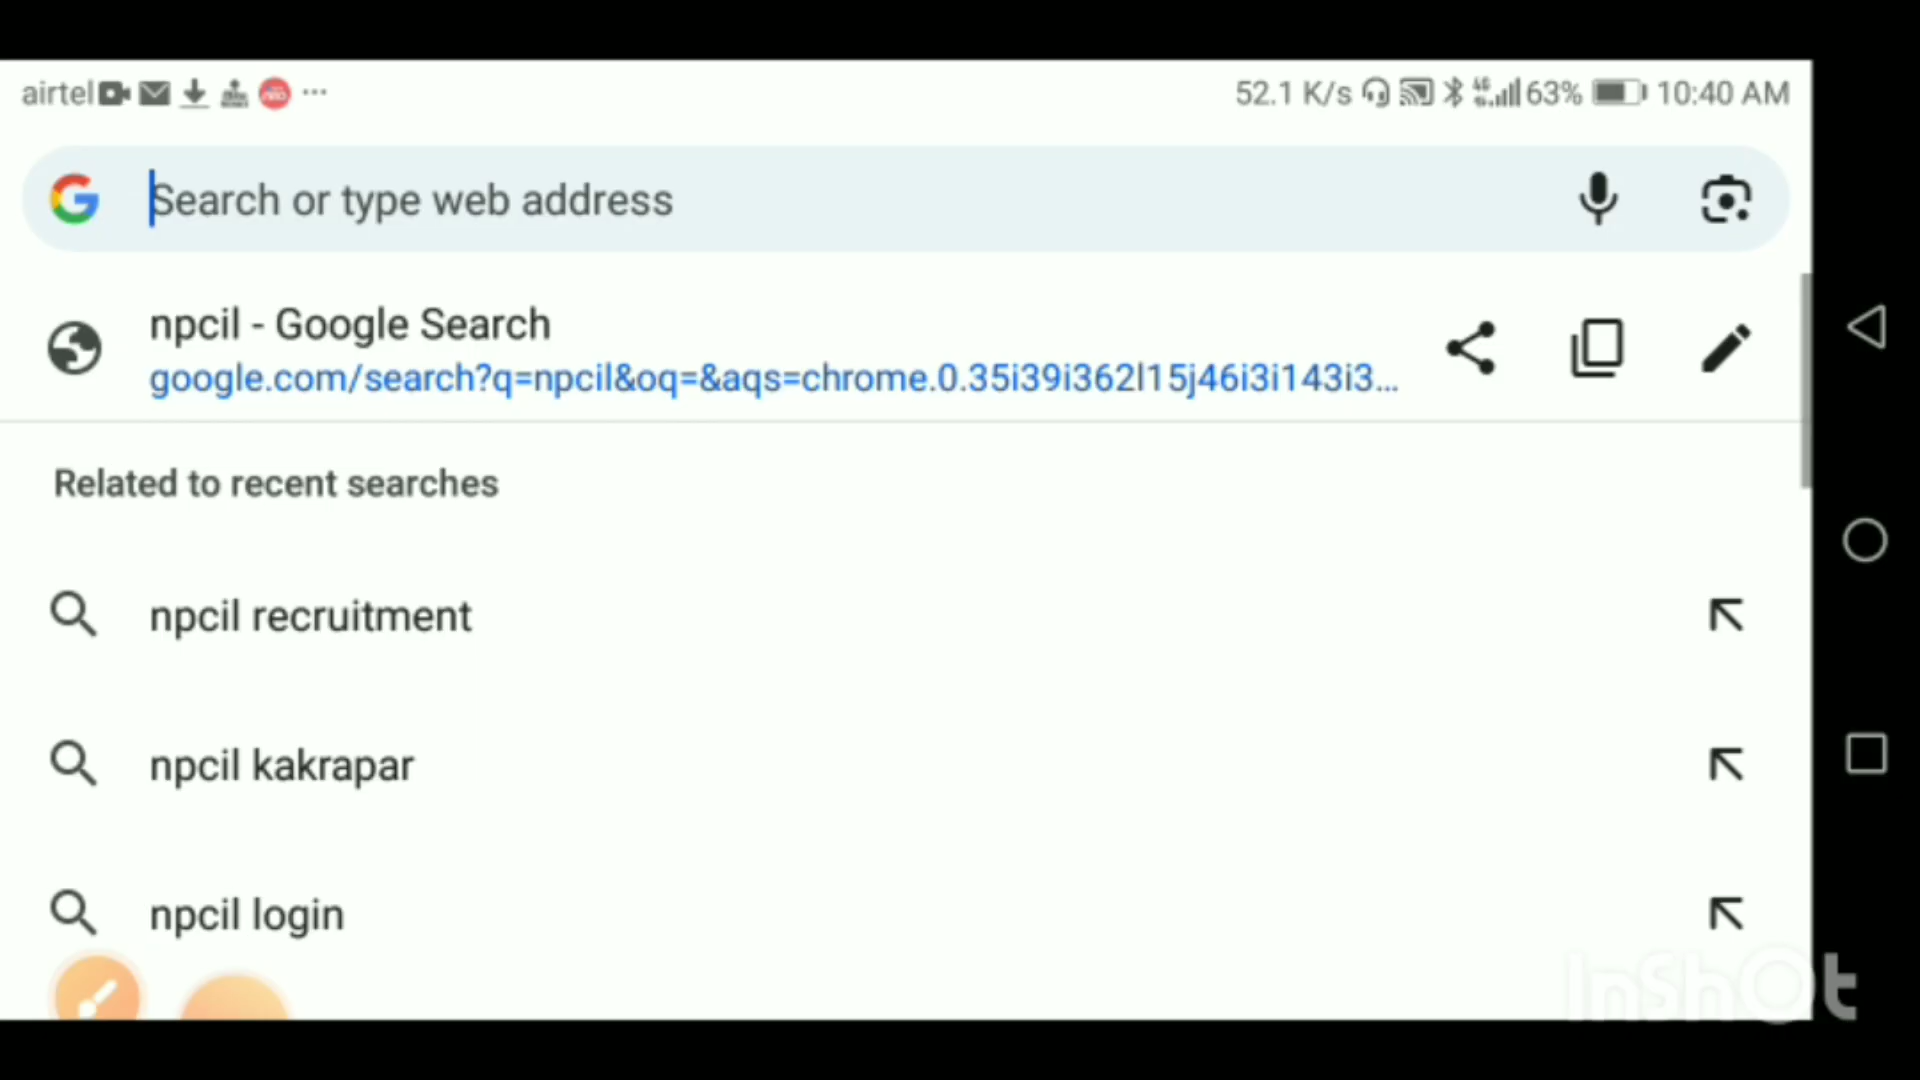 airtel
52.1 K/s 63% 10:40 AM
Search or type web address
npcil - Google Search
google.com/search?q=npcil&oq=&aqs=chrome.0.35i39i362l15j46i3i143i3...
Related to recent searches
npcil recruitment
npcil kakrapar
npcil login
InShOt